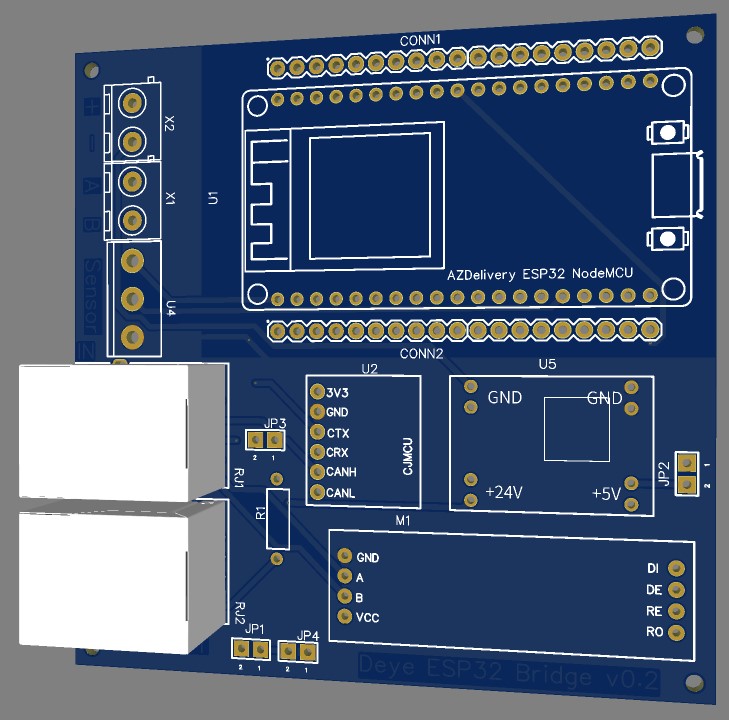 CONN1
+
-
A
B
X2
X1
U1
U4
Sensor
AZDelivery ESP32 NodeMCU
CONN2
U2
3V3
GND
CTX
CRX
CANH
CANL
CJMCU
U5
GND
GND
+24V
+5V
JP2
1
2
JP3
2 1
RJ1
R1
M1
GND
A
B
VCC
DI
DE
RE
RO
RJ2
JP1
2 1
JP4
2 1
Deye ESP32 Bridge v0.2